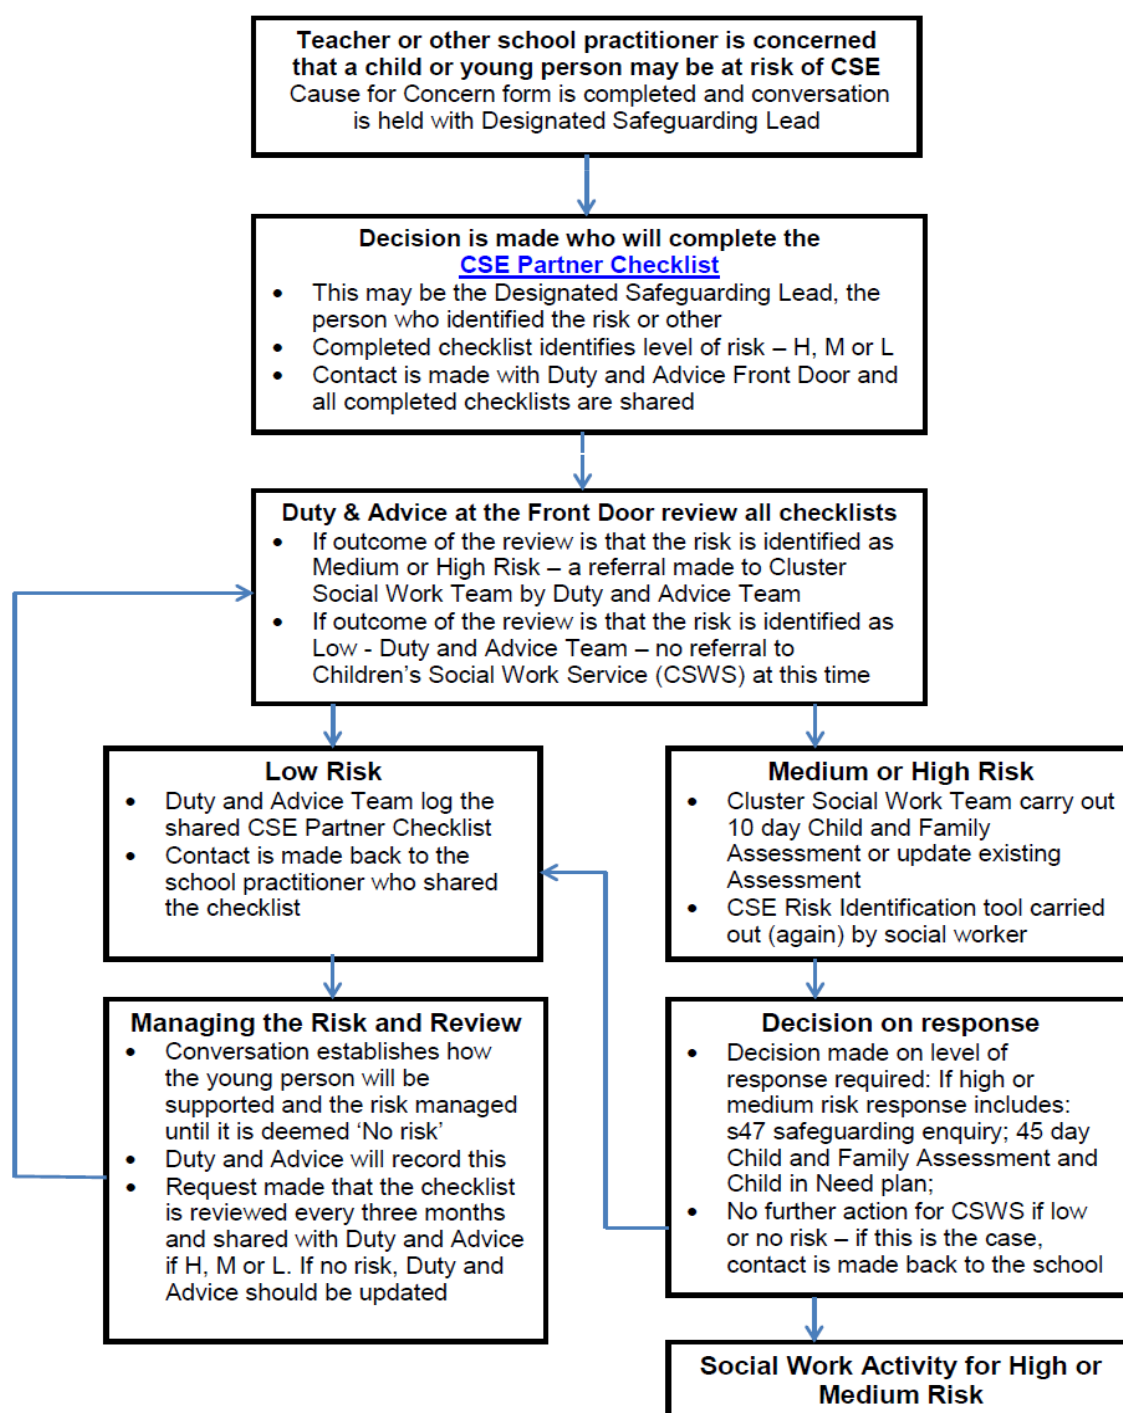 Teacher or other school practitioner is concerned
that a child or young person may be at risk of CSE
Cause for Concern form is completed and conversation
is held with Designated Safeguarding Lead
Decision is made who will complete the
CSE Partner Checklist
• This may be the Designated Safeguarding Lead, the
person who identified the risk or other
• Completed checklist identifies level of risk – H, M or L
• Contact is made with Duty and Advice Front Door and
all completed checklists are shared
Duty & Advice at the Front Door review all checklists
• If outcome of the review is that the risk is identified as
Medium or High Risk – a referral made to Cluster
Social Work Team by Duty and Advice Team
• If outcome of the review is that the risk is identified as
Low - Duty and Advice Team – no referral to
Children's Social Work Service (CSWS) at this time
Low Risk
• Duty and Advice Team log the
shared CSE Partner Checklist
• Contact is made back to the
school practitioner who shared
the checklist
Medium or High Risk
• Cluster Social Work Team carry out
10 day Child and Family
Assessment or update existing
Assessment
• CSE Risk Identification tool carried
out (again) by social worker
Managing the Risk and Review
• Conversation establishes how
the young person will be
supported and the risk managed
until it is deemed 'No risk'
• Duty and Advice will record this
• Request made that the checklist
is reviewed every three months
and shared with Duty and Advice
if H, M or L. If no risk, Duty and
Advice should be updated
Decision on response
• Decision made on level of
response required: If high or
medium risk response includes:
s47 safeguarding enquiry; 45 day
Child and Family Assessment and
Child in Need plan;
• No further action for CSWS if low
or no risk – if this is the case,
contact is made back to the school
Social Work Activity for High or
Medium Risk